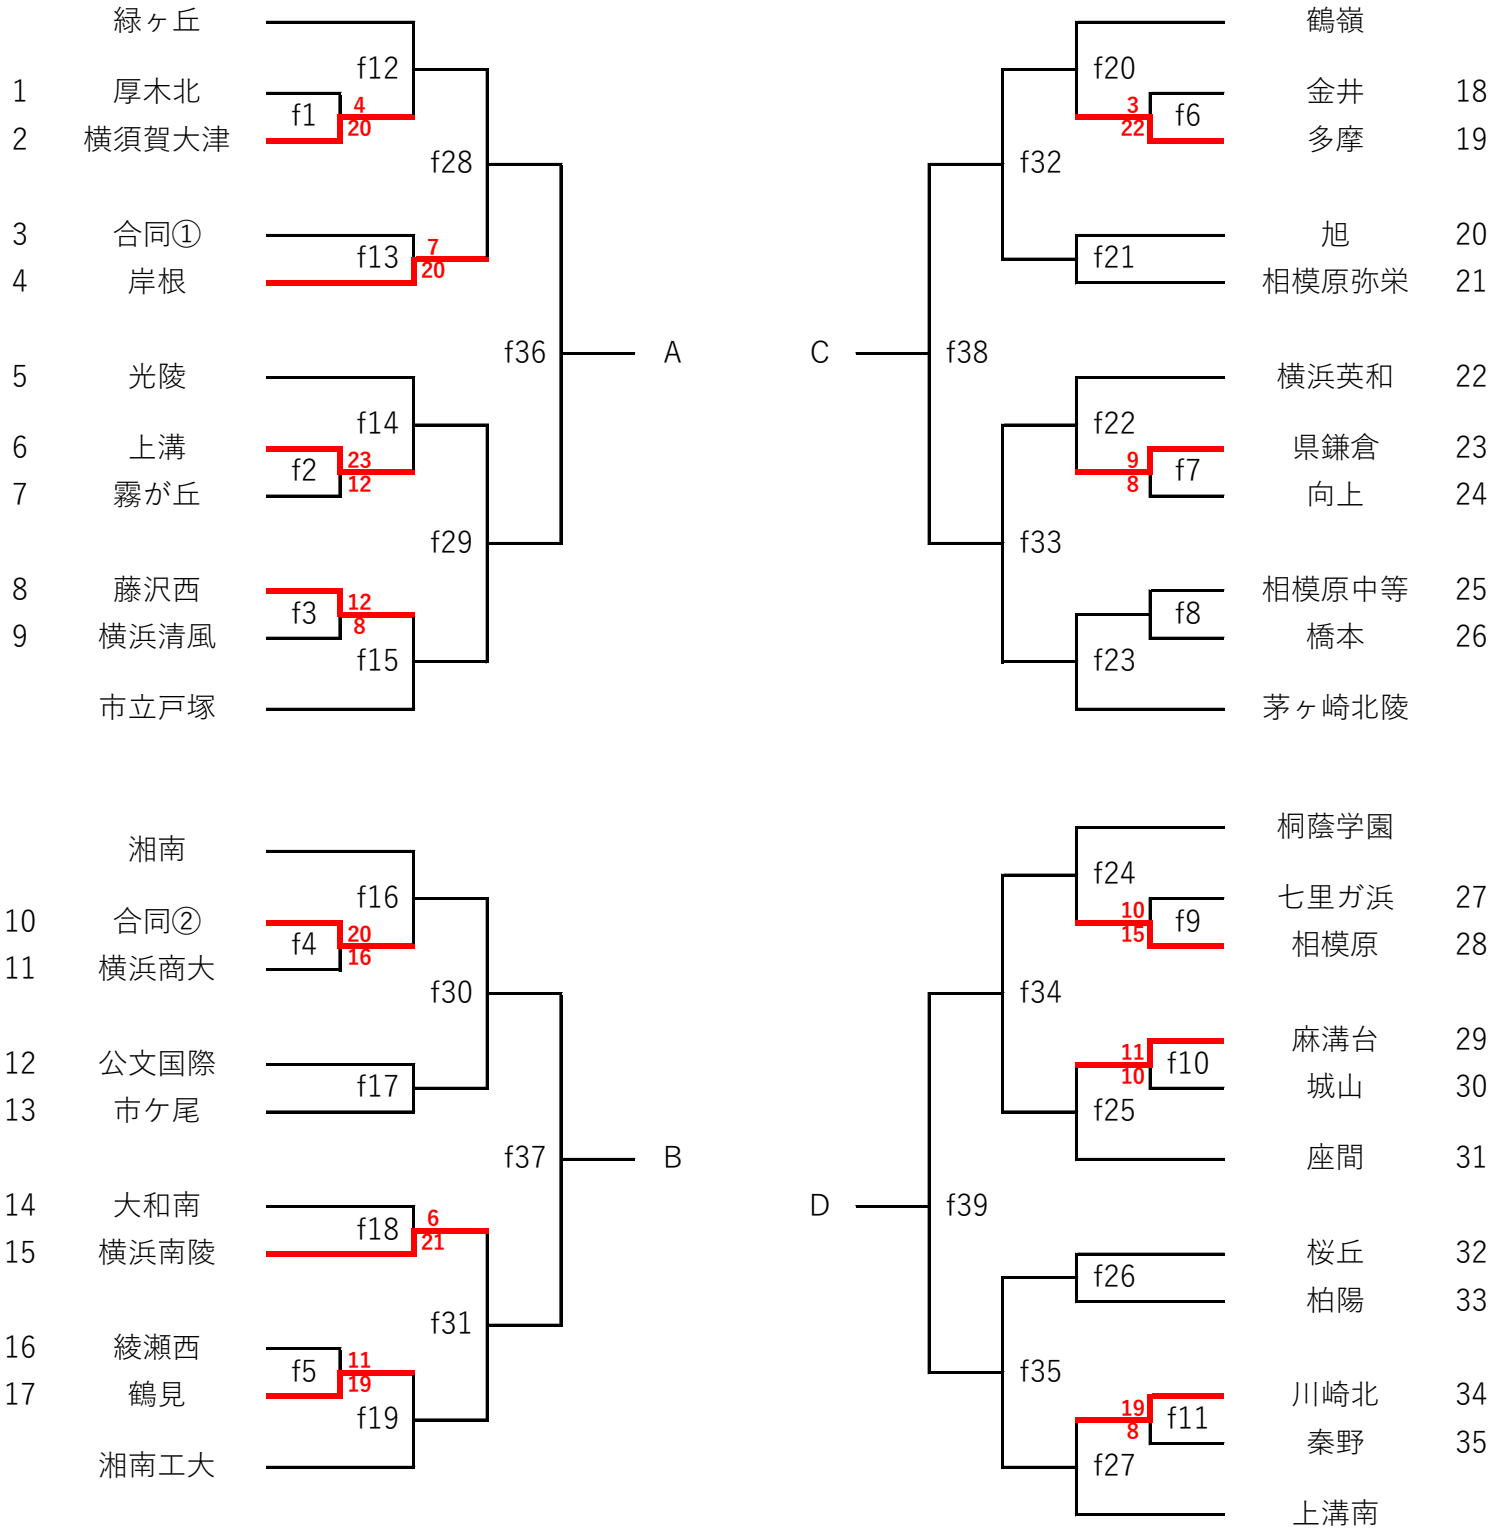 緑ヶ丘
f12
1 厚木北
f1
4
20
2 横須賀大津
f28
3 合同①
f13
7
20
4 岸根
f36
A
5 光陵
f14
6 上溝
f2
23
12
7 霧が丘
f29
8 藤沢西
f3
12
8
9 横浜清風
f15
市立戸塚
湘南
f16
10 合同②
f4
20
16
11 横浜商大
f30
12 公文国際
f17
13 市ケ尾
f37
B
14 大和南
f18
6
21
15 横浜南陵
f31
16 綾瀬西
f5
11
19
17 鶴見
f19
湘南工大
鶴嶺
f20
金井 18
3
22
f6
多摩 19
f32
旭 20
f21
相模原弥栄 21
C
f38
横浜英和 22
f22
県鎌倉 23
9
8
f7
向上 24
f33
相模原中等 25
f8
橋本 26
f23
茅ヶ崎北陵
桐蔭学園
f24
七里ガ浜 27
10
15
f9
相模原 28
f34
麻溝台 29
11
10
f10
城山 30
f25
座間 31
D
f39
桜丘 32
f26
柏陽 33
f35
川崎北 34
19
8
f11
秦野 35
f27
上溝南